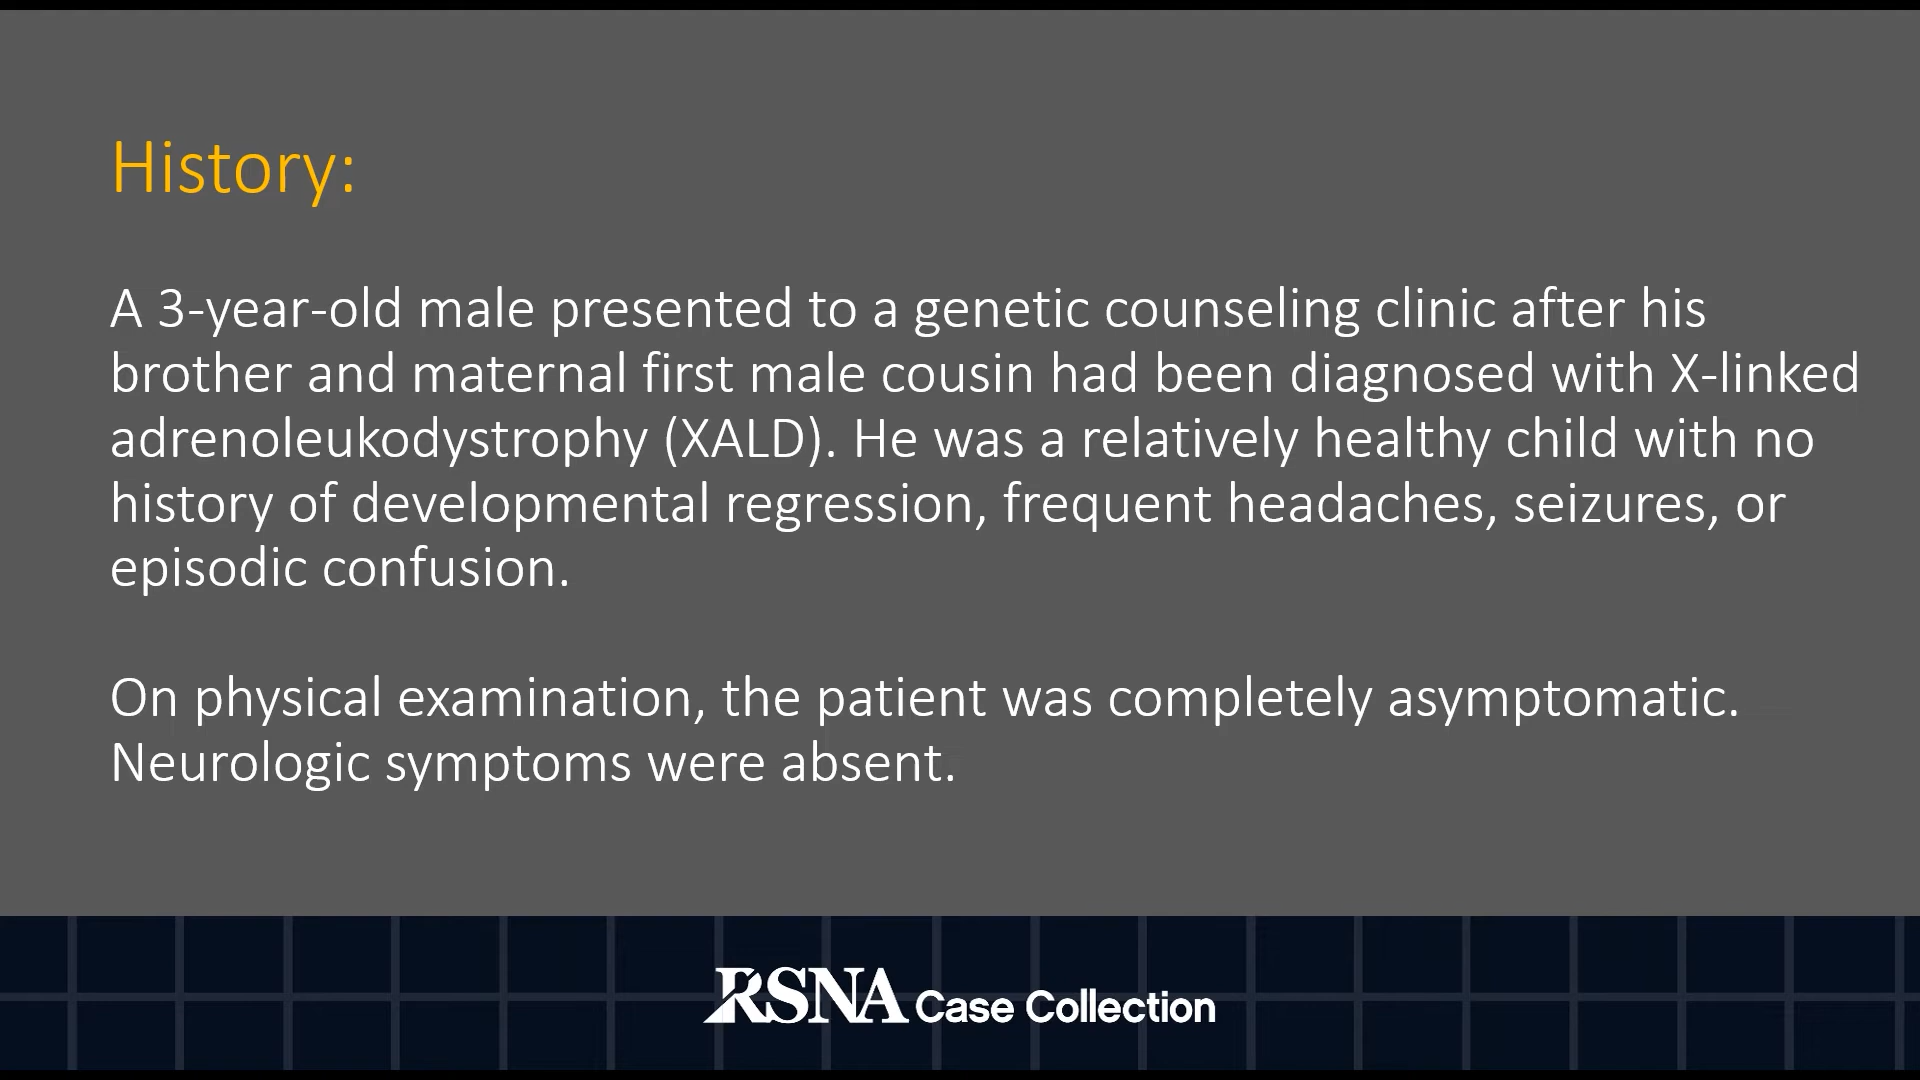 History:
A 3-year-old male presented to a genetic counseling clinic after his
brother and maternal first male cousin had been diagnosed with X-linked
adrenoleukodystrophy (XALD). He was a relatively healthy child with no
history of developmental regression, frequent headaches, seizures, or
episodic confusion.
On physical examination, the patient was completely asymptomatic.
Neurologic symptoms were absent.
RSNA Case Collection